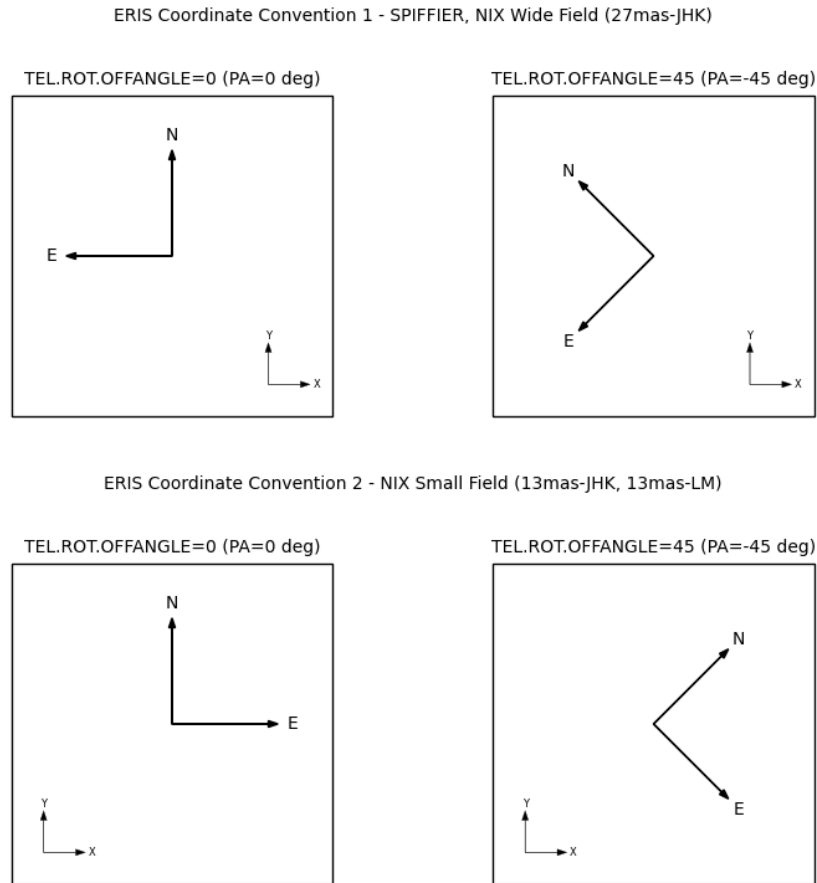 ERIS Coordinate Convention 1 - SPIFFIER, NIX Wide Field (27mas-JHK)
TEL.ROT.OFFANGLE=0 (PA=0 deg)
N
E
Y
X
TEL.ROT.OFFANGLE=45 (PA=-45 deg)
N
E
Y
X
ERIS Coordinate Convention 2 - NIX Small Field (13mas-JHK, 13mas-LM)
TEL.ROT.OFFANGLE=0 (PA=0 deg)
N
E
Y
X
TEL.ROT.OFFANGLE=45 (PA=-45 deg)
N
E
Y
X